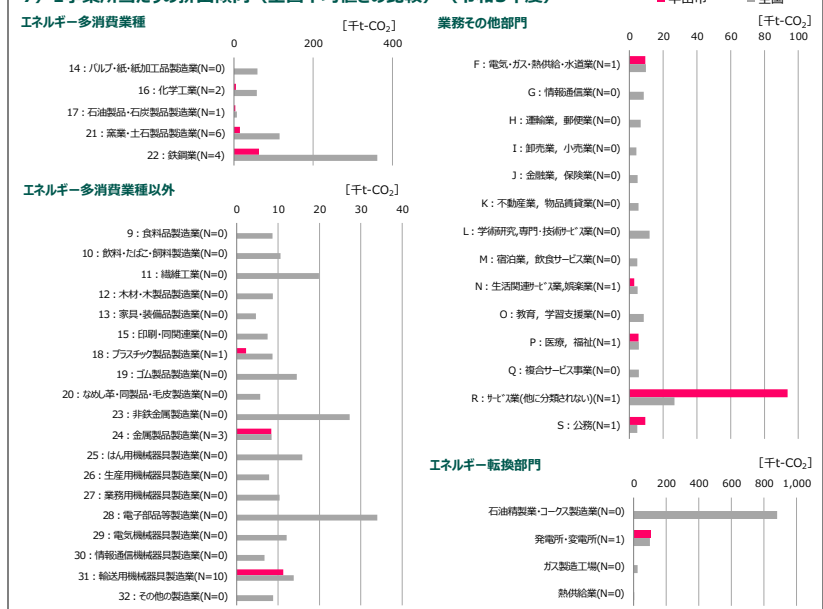 エネルギー多消費業種
[千t-CO₂]
0 200 400
14：パルプ・紙・紙加工品製造業(N=0)
16：化学工業(N=2)
17：石油製品・石炭製品製造業(N=1)
21：窯業・土石製品製造業(N=6)
22：鉄鋼業(N=4)
エネルギー多消費業種以外
[千t-CO₂]
0 10 20 30 40
9：食料品製造業(N=0)
10：飲料・たばこ・飼料製造業(N=0)
11：繊維工業(N=0)
12：木材・木製品製造業(N=0)
13：家具・装備品製造業(N=0)
15：印刷・同関連業(N=0)
18：プラスチック製品製造業(N=1)
19：ゴム製品製造業(N=0)
20：なめし革・同製品・毛皮製造業(N=0)
23：非鉄金属製造業(N=0)
24：金属製品製造業(N=3)
25：はん用機械器具製造業(N=0)
26：生産用機械器具製造業(N=0)
27：業務用機械器具製造業(N=0)
28：電子部品等製造業(N=0)
29：電気機械器具製造業(N=0)
30：情報通信機械器具製造業(N=0)
31：輸送用機械器具製造業(N=10)
32：その他の製造業(N=0)
業務その他部門
[千t-CO₂]
0 20 40 60 80 100
F：電気・ガス・熱供給・水道業(N=1)
G：情報通信業(N=0)
H：運輸業，郵便業(N=0)
I：卸売業，小売業(N=0)
J：金融業，保険業(N=0)
K：不動産業，物品賃貸業(N=0)
L：学術研究,専門・技術ｻｰﾋﾞｽ業(N=0)
M：宿泊業，飲食サービス業(N=0)
N：生活関連ｻｰﾋﾞｽ業,娯楽業(N=1)
O：教育，学習支援業(N=0)
P：医療，福祉(N=1)
Q：複合サービス事業(N=0)
R：ｻｰﾋﾞｽ業(他に分類されない)(N=1)
S：公務(N=1)
エネルギー転換部門
[千t-CO₂]
0 200 400 600 800 1,000
石油精製業・コークス製造業(N=0)
発電所・変電所(N=1)
ガス製造工場(N=0)
熱供給業(N=0)